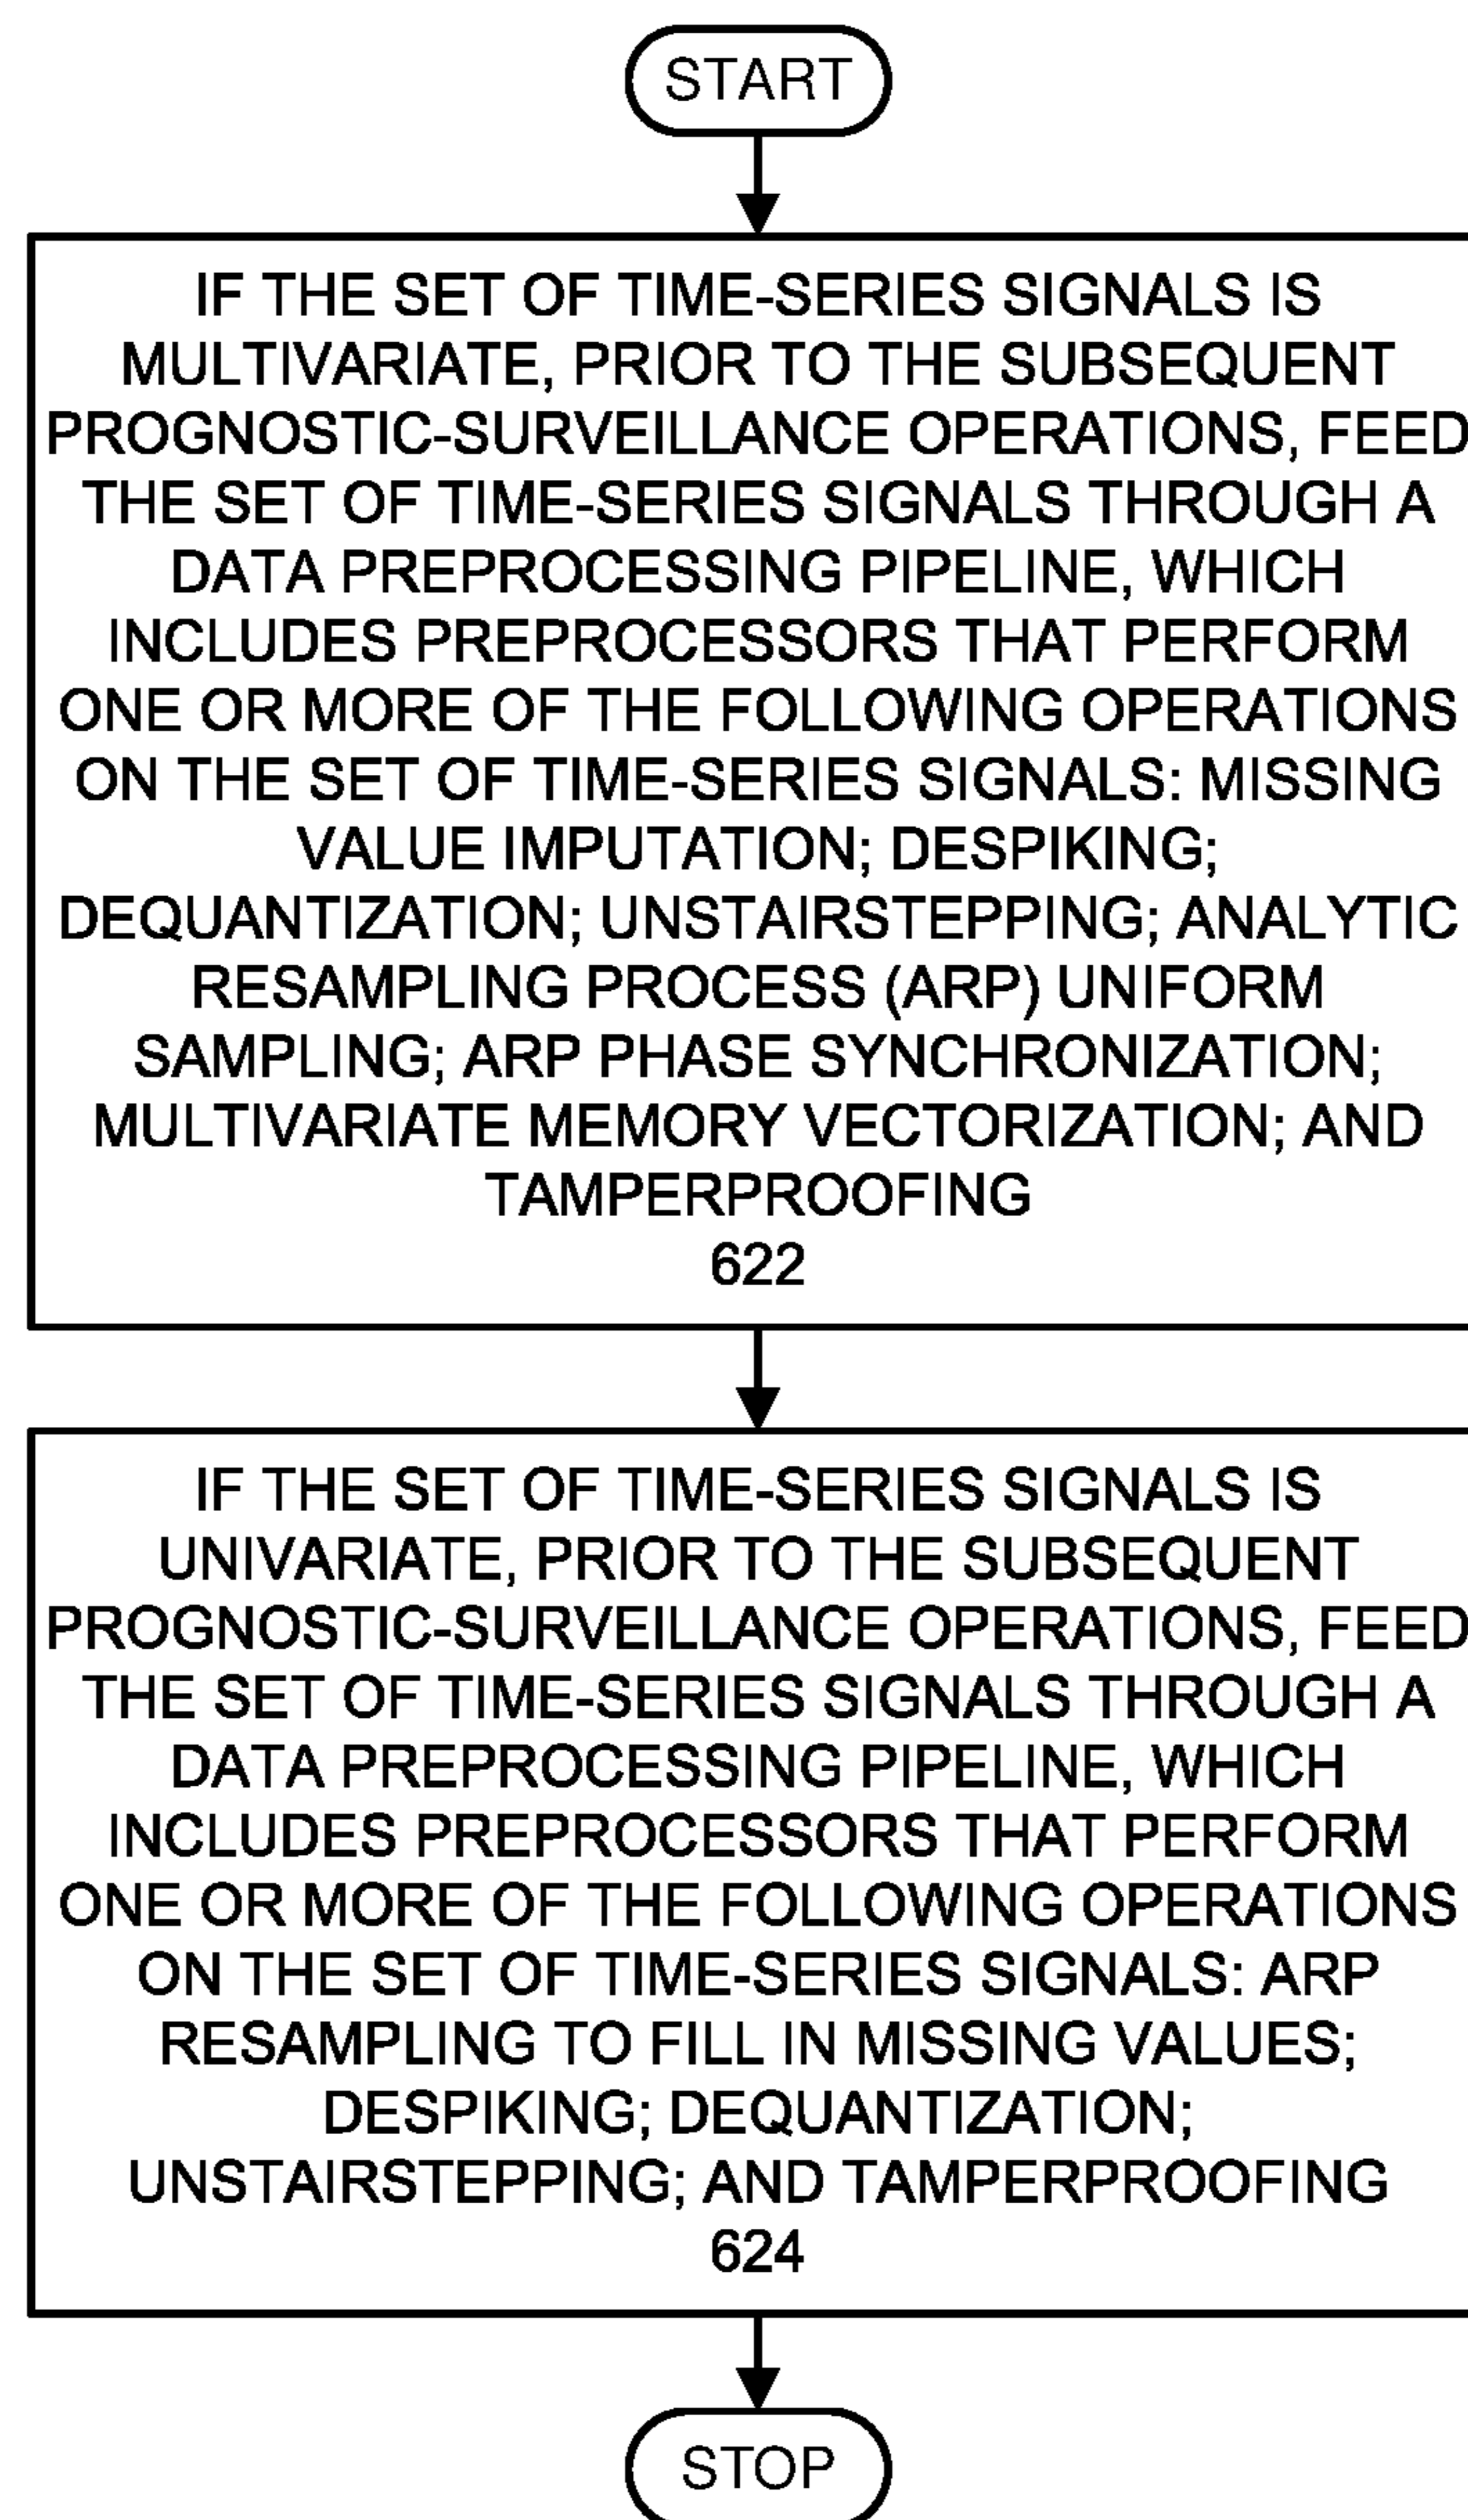 START
IF THE SET OF TIME-SERIES SIGNALS IS
MULTIVARIATE, PRIOR TO THE SUBSEQUENT
PROGNOSTIC-SURVEILLANCE OPERATIONS, FEED
THE SET OF TIME-SERIES SIGNALS THROUGH A
DATA PREPROCESSING PIPELINE, WHICH
INCLUDES PREPROCESSORS THAT PERFORM
ONE OR MORE OF THE FOLLOWING OPERATIONS
ON THE SET OF TIME-SERIES SIGNALS: MISSING
VALUE IMPUTATION; DESPIKING;
DEQUANTIZATION; UNSTAIRSTEPPING; ANALYTIC
RESAMPLING PROCESS (ARP) UNIFORM
SAMPLING; ARP PHASE SYNCHRONIZATION;
MULTIVARIATE MEMORY VECTORIZATION; AND
TAMPERPROOFING
622
IF THE SET OF TIME-SERIES SIGNALS IS
UNIVARIATE, PRIOR TO THE SUBSEQUENT
PROGNOSTIC-SURVEILLANCE OPERATIONS, FEED
THE SET OF TIME-SERIES SIGNALS THROUGH A
DATA PREPROCESSING PIPELINE, WHICH
INCLUDES PREPROCESSORS THAT PERFORM
ONE OR MORE OF THE FOLLOWING OPERATIONS
ON THE SET OF TIME-SERIES SIGNALS: ARP
RESAMPLING TO FILL IN MISSING VALUES;
DESPIKING; DEQUANTIZATION;
UNSTAIRSTEPPING; AND TAMPERPROOFING
624
STOP